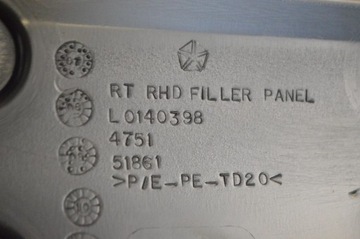 RT RHD FILLER PANEL
L0140398
4751
51861
>P/E-PE-TD20<